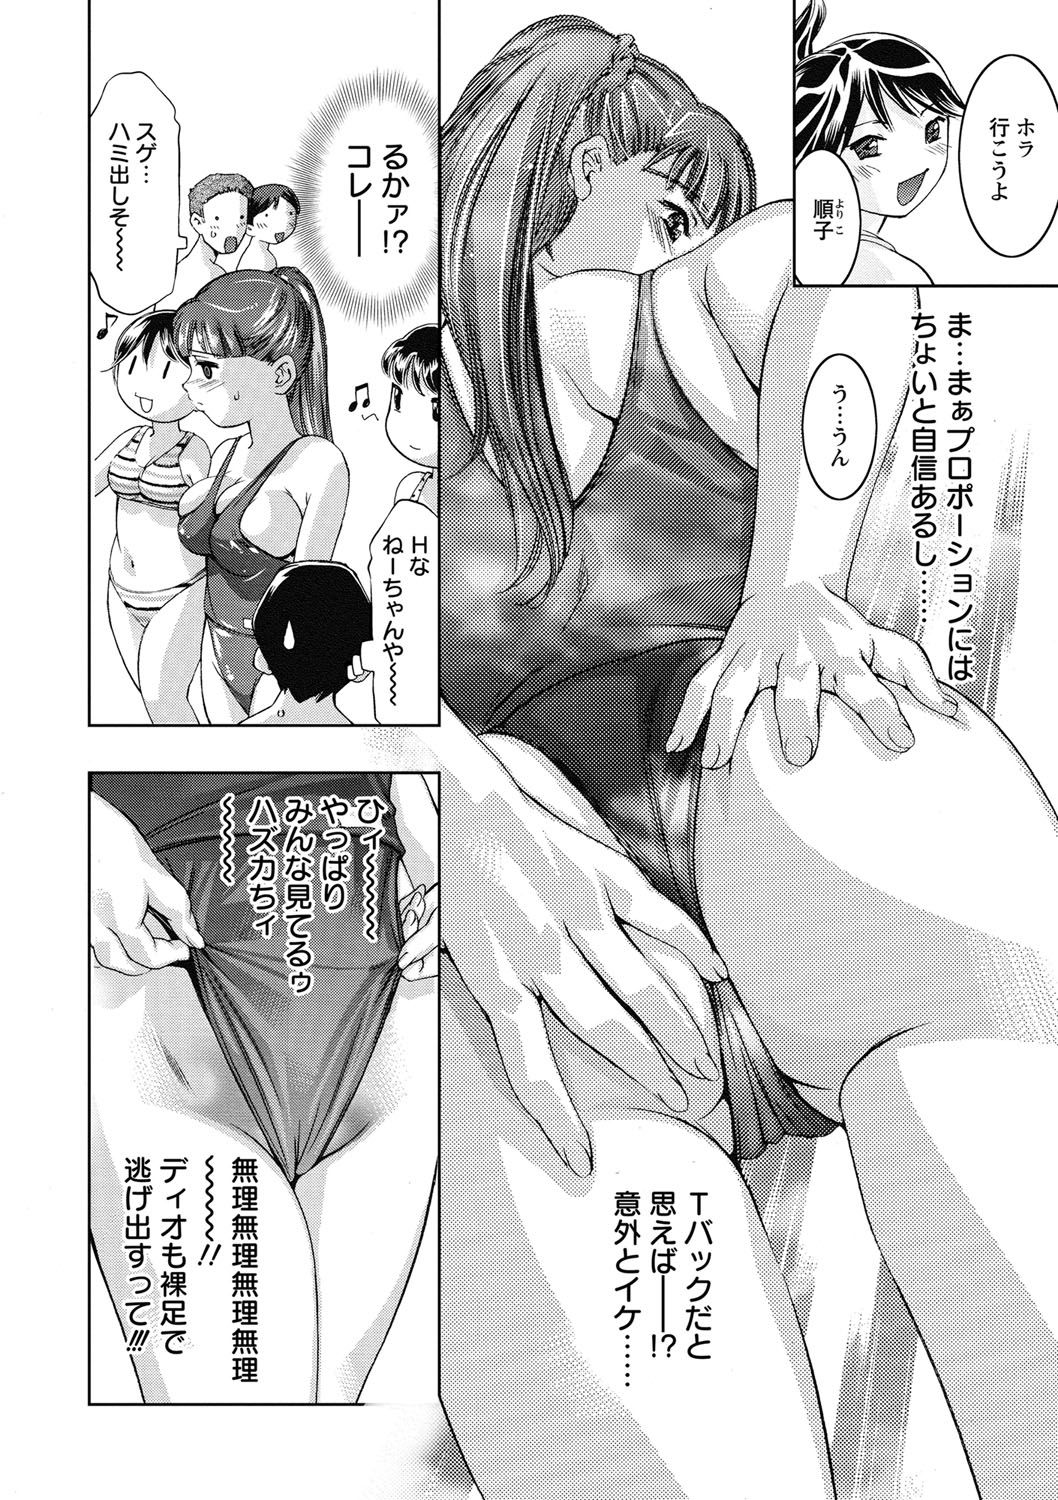 ホラ
行こうよ
順子
よりこ
ま…まぁプロポーションには
ちょいと自信あるし……
う…うん
Tバックだと
思えば――!?
意外とイケ……
るかァ!?
コレ――
スゲ…
ハミ出しそ～～
Hな
ねーちゃんや～～
ひィ～～～
やっぱり
みんな見てるゥ
ハズカちィ
～～～
無理無理無理無理
～～～～!!
ディオも裸足で
逃げ出すって!!!